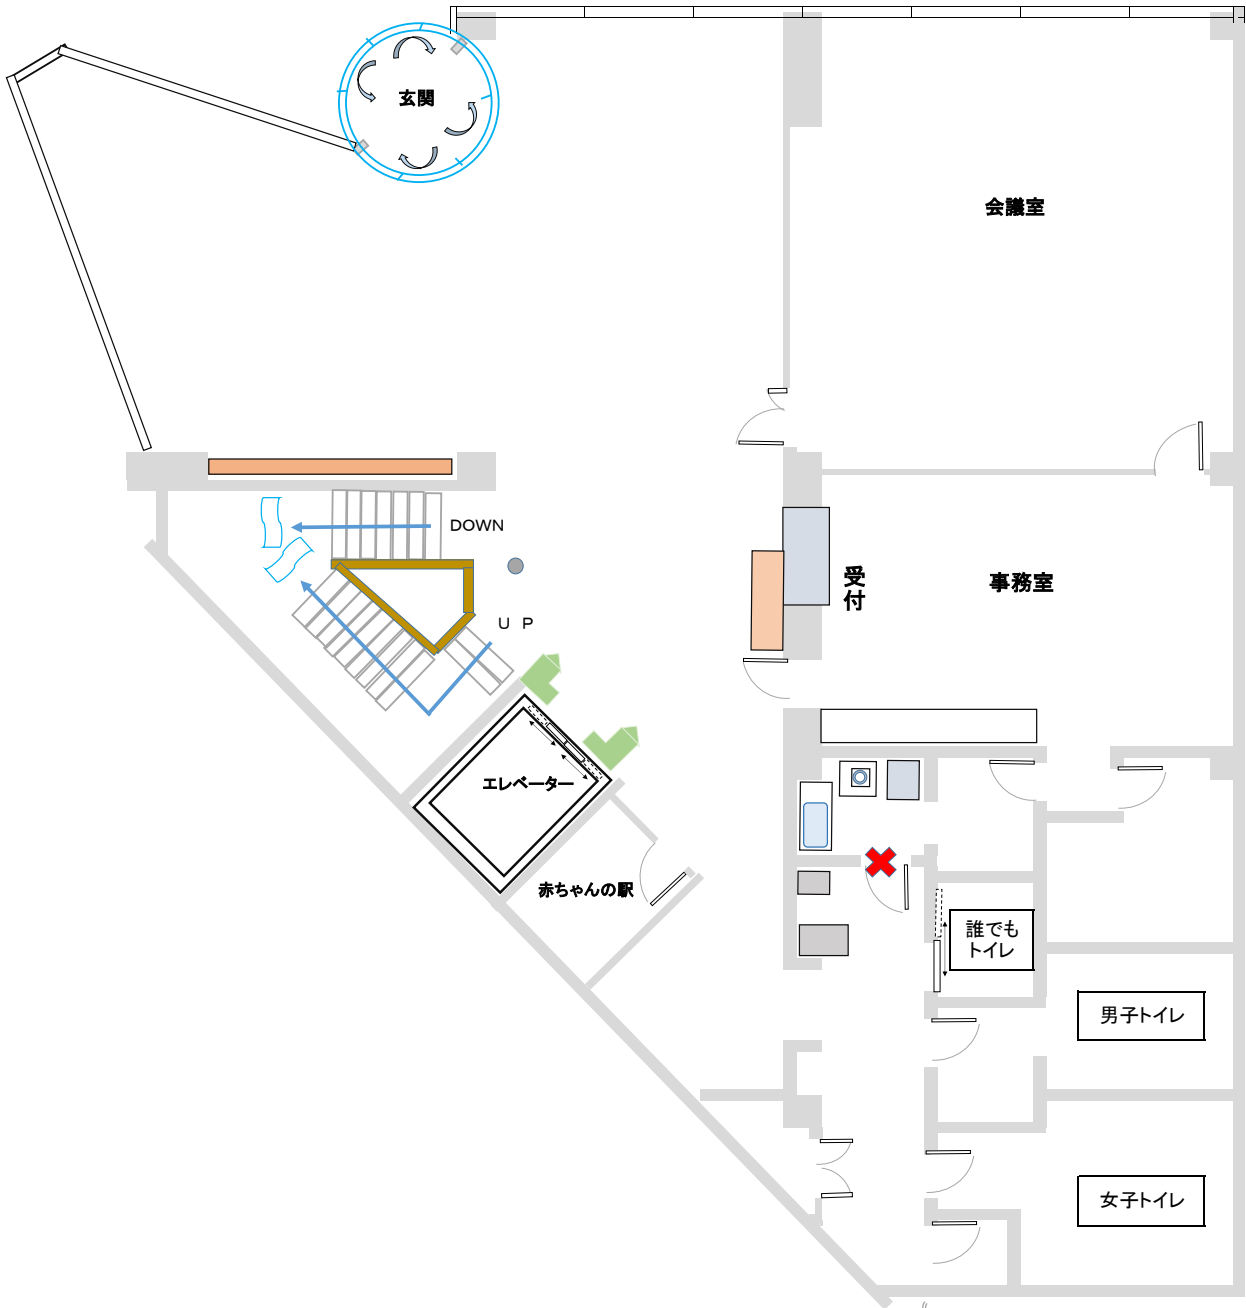 玄関
会議室
DOWN
受付
事務室
ＵＰ
エレベーター
赤ちゃんの駅
誰でも
トイレ
男子トイレ
女子トイレ